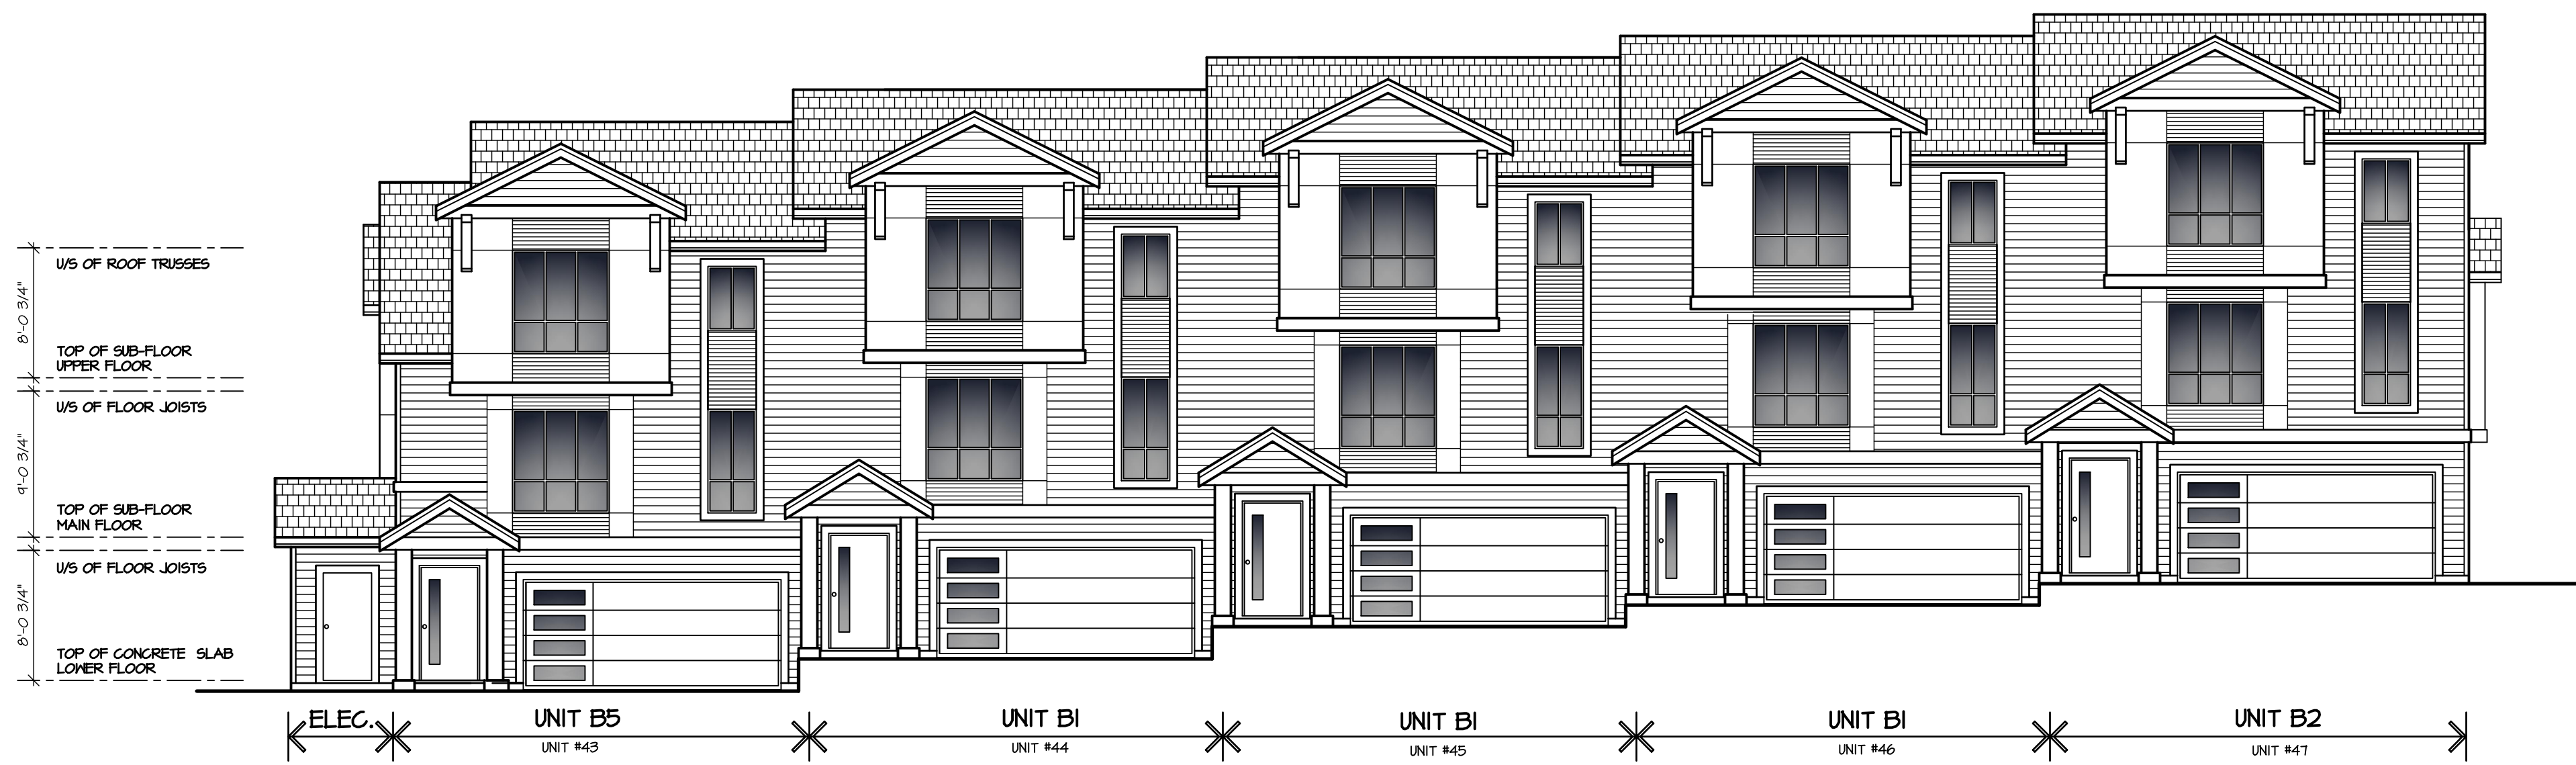 U/S OF ROOF TRUSSES
8'-0 3/4"
TOP OF SUB-FLOOR
UPPER FLOOR
U/S OF FLOOR JOISTS
9'-0 3/4"
TOP OF SUB-FLOOR
MAIN FLOOR
U/S OF FLOOR JOISTS
8'-0 3/4"
TOP OF CONCRETE SLAB
LOWER FLOOR
ELEC.
UNIT B5
UNIT #43
UNIT B1
UNIT #44
UNIT B1
UNIT #45
UNIT B1
UNIT #46
UNIT B2
UNIT #47